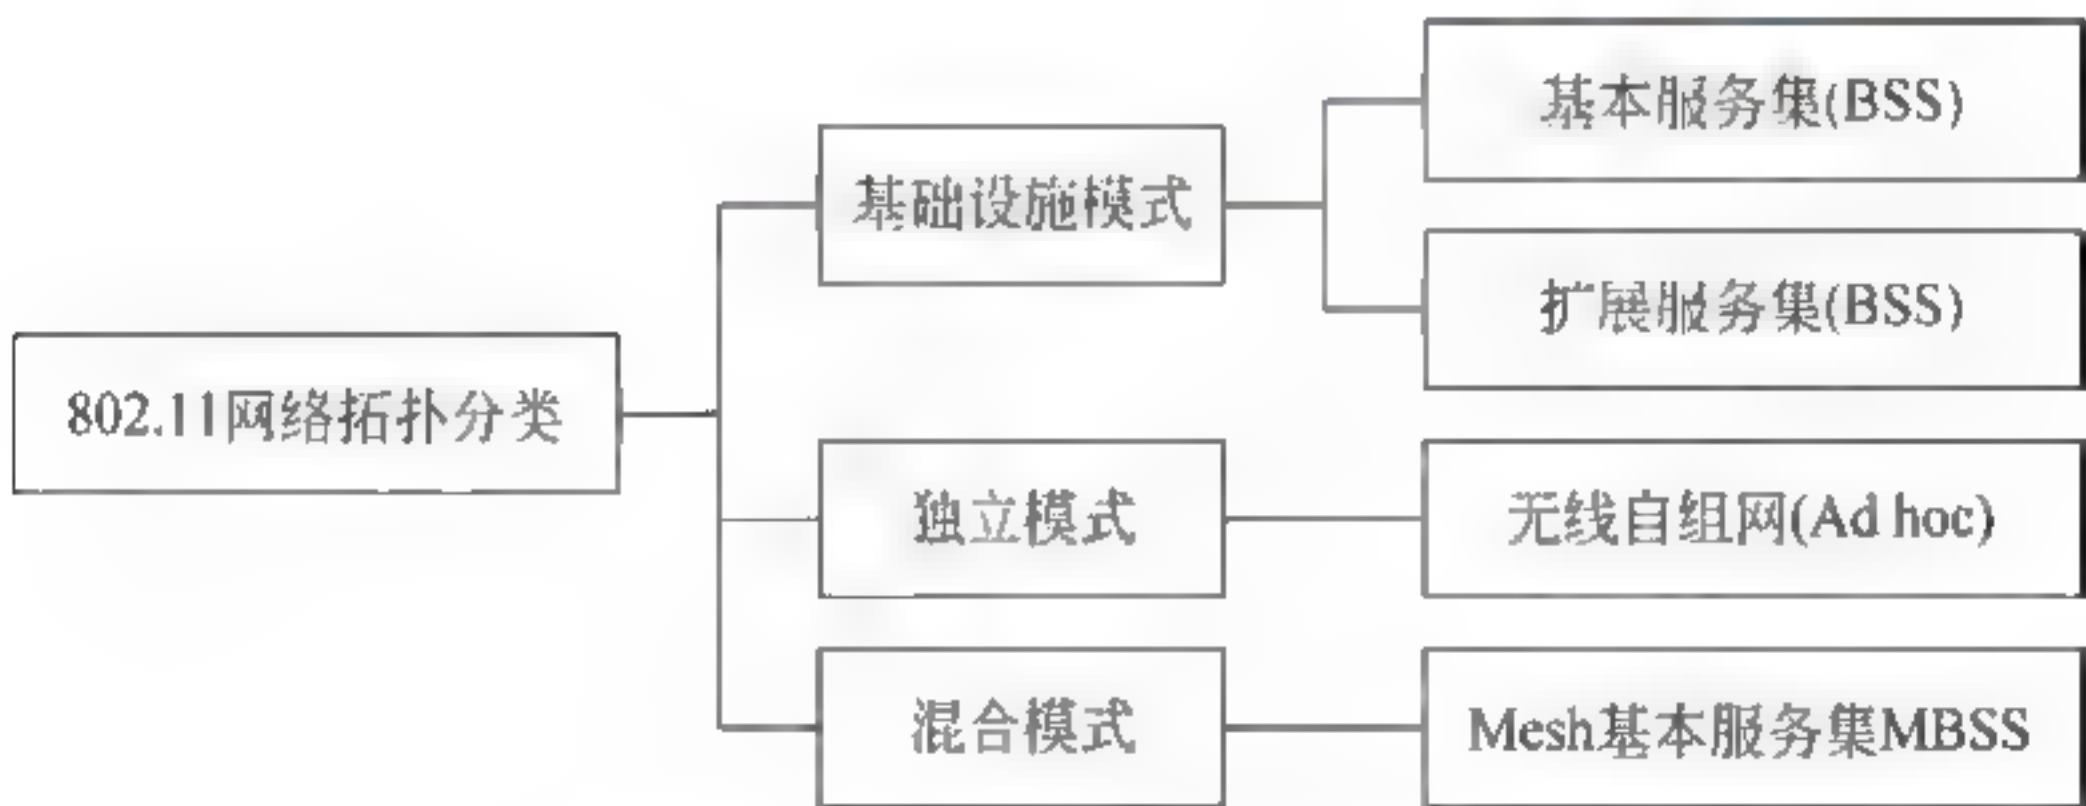 基本服务集(BSS)
基础设施模式
扩展服务集(BSS)
802.11网络拓扑分类
独立模式
无线自组网(Ad hoc)
混合模式
Mesh基本服务集MBSS